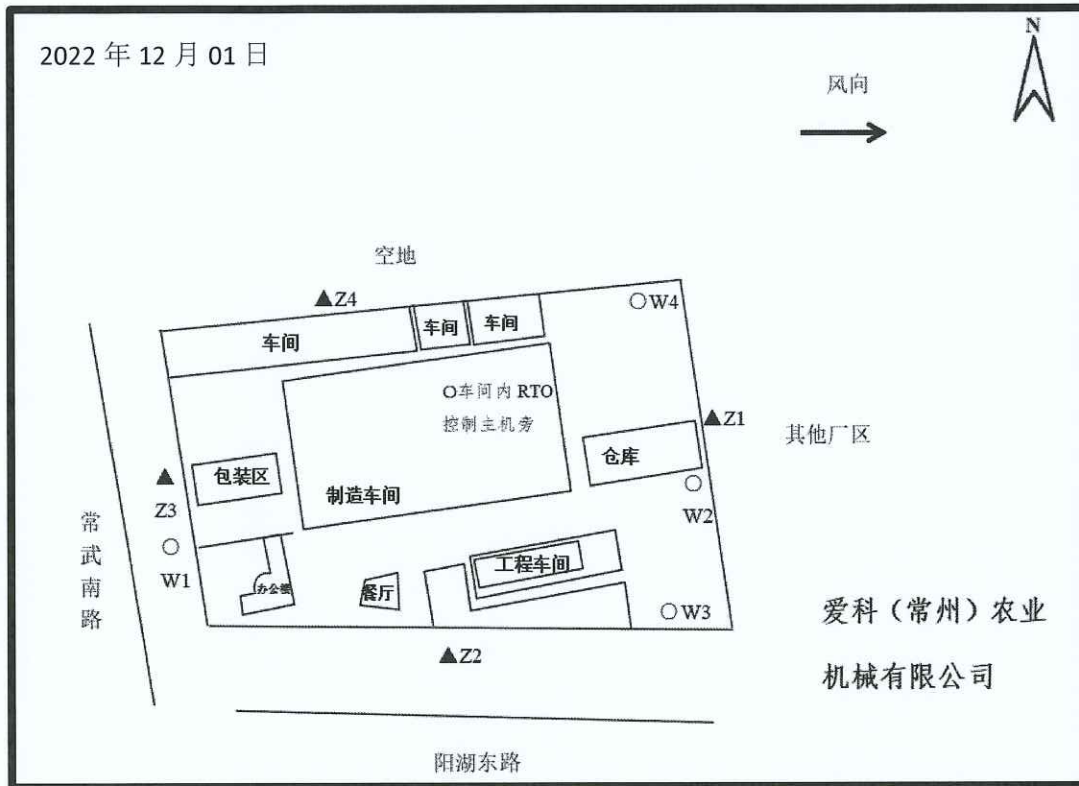 2022 年 12 月 01 日
N
风向
空地
▲Z4
○W4
车间
车间
车间
○车间内 RTO
控制主机旁
▲Z1
其他厂区
仓库
包装区
▲
Z3
制造车间
○
W2
常武南路
○
W1
工程车间
办公楼
餐厅
○W3
爱科（常州）农业
机械有限公司
▲Z2
阳湖东路